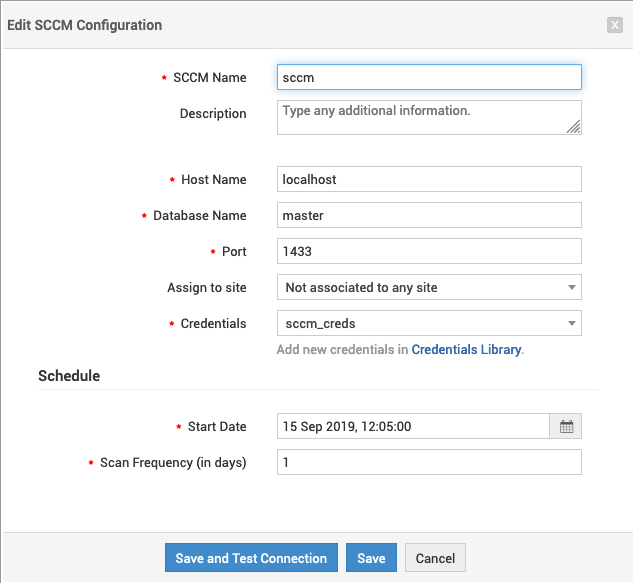 Edit SCCM Configuration
X
* SCCM Name sccm
Description Type any additional information.
* Host Name localhost
* Database Name master
* Port 1433
Assign to site Not associated to any site
* Credentials sccm_creds
Add new credentials in Credentials Library.
Schedule
* Start Date 15 Sep 2019, 12:05:00
* Scan Frequency (in days) 1
Save and Test Connection Save Cancel